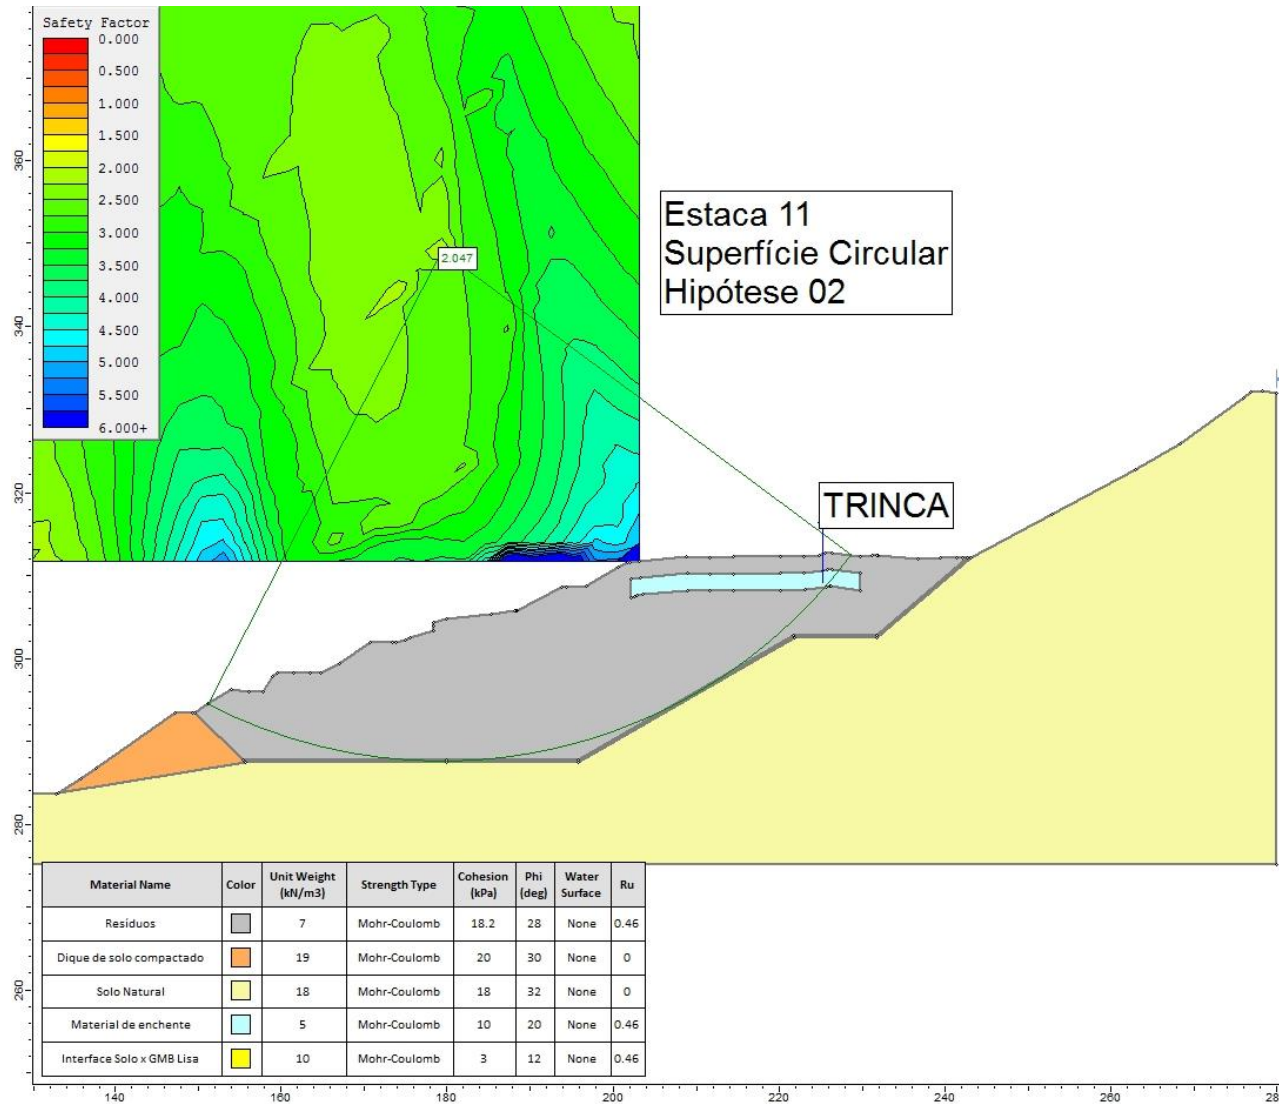 Safety Factor
0.000
0.500
1.000
1.500
2.000
2.500
3.000
3.500
4.000
4.500
5.000
5.500
6.000+
360
340
320
300
280
260
2.047
Estaca 11
Superfície Circular
Hipótese 02
TRINCA
Material Name Color Unit Weight (kN/m3) Strength Type Cohesion (kPa) Phi (deg) Water Surface Ru
Resíduos 7 Mohr-Coulomb 18.2 28 None 0.46
Dique de solo compactado 19 Mohr-Coulomb 20 30 None 0
Solo Natural 18 Mohr-Coulomb 18 32 None 0
Material de enchente 5 Mohr-Coulomb 10 20 None 0.46
Interface Solo x GMB Lisa 10 Mohr-Coulomb 3 12 None 0.46
140 160 180 200 220 240 260 28